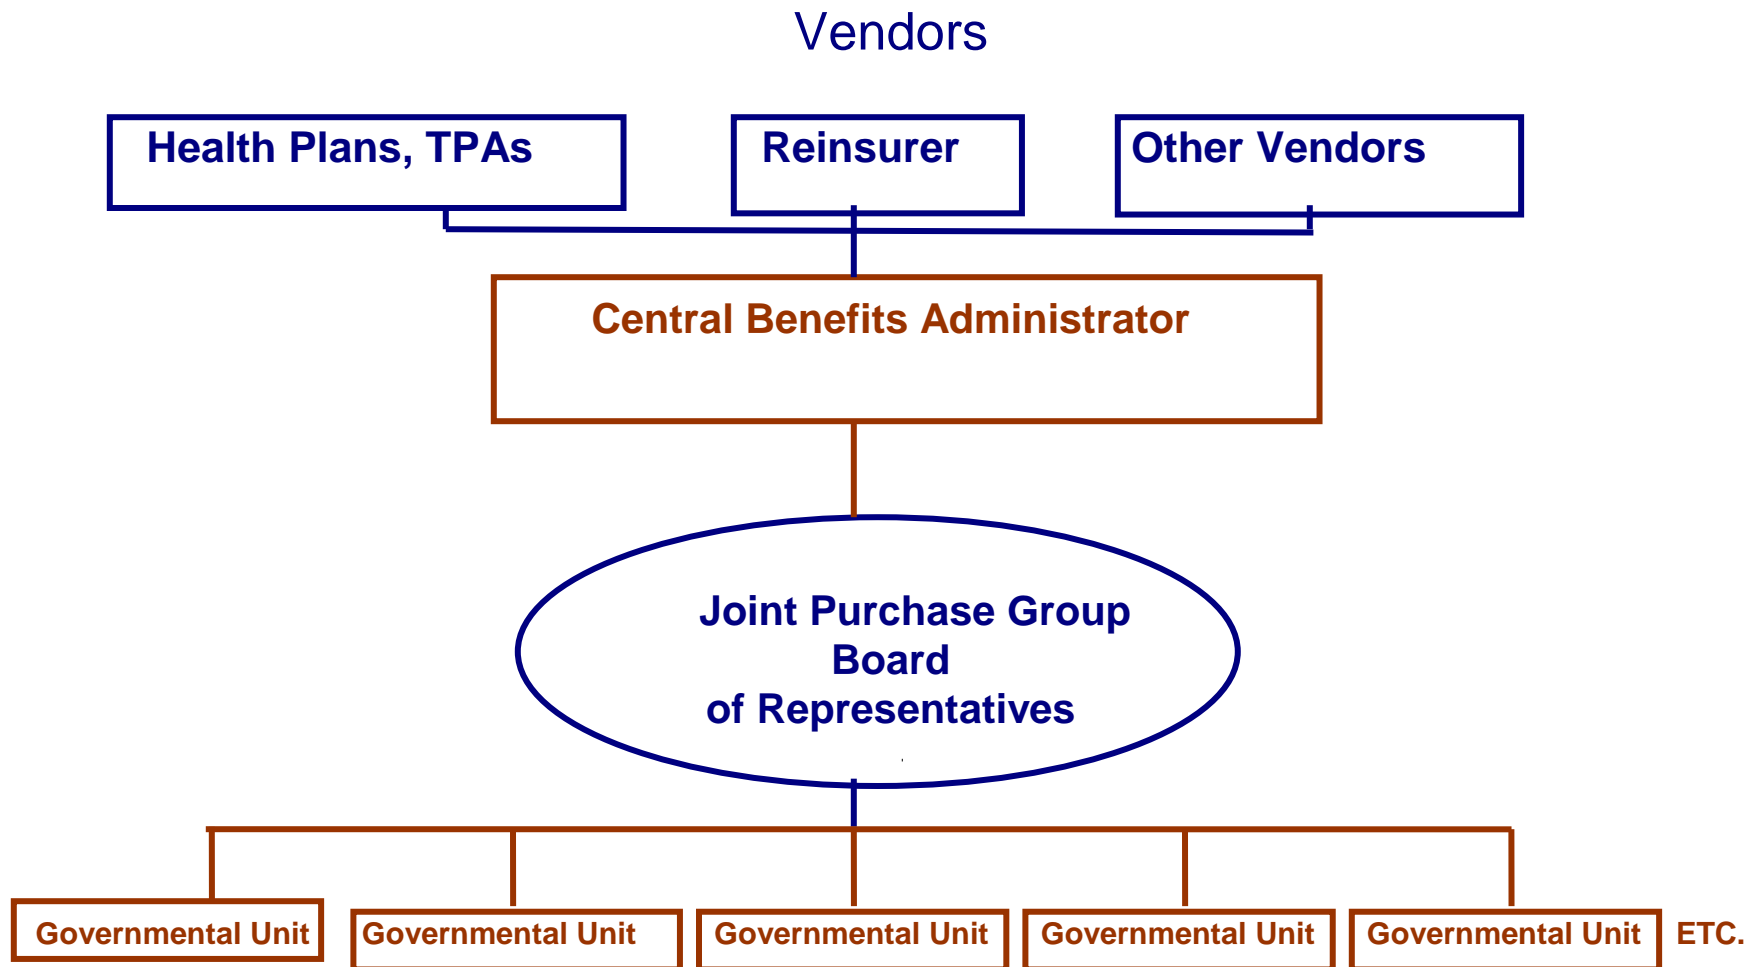 Vendors
Health Plans, TPAs
Reinsurer
Other Vendors
Central Benefits Administrator
Joint Purchase Group
Board
of Representatives
Governmental Unit
Governmental Unit
Governmental Unit
Governmental Unit
Governmental Unit
ETC.